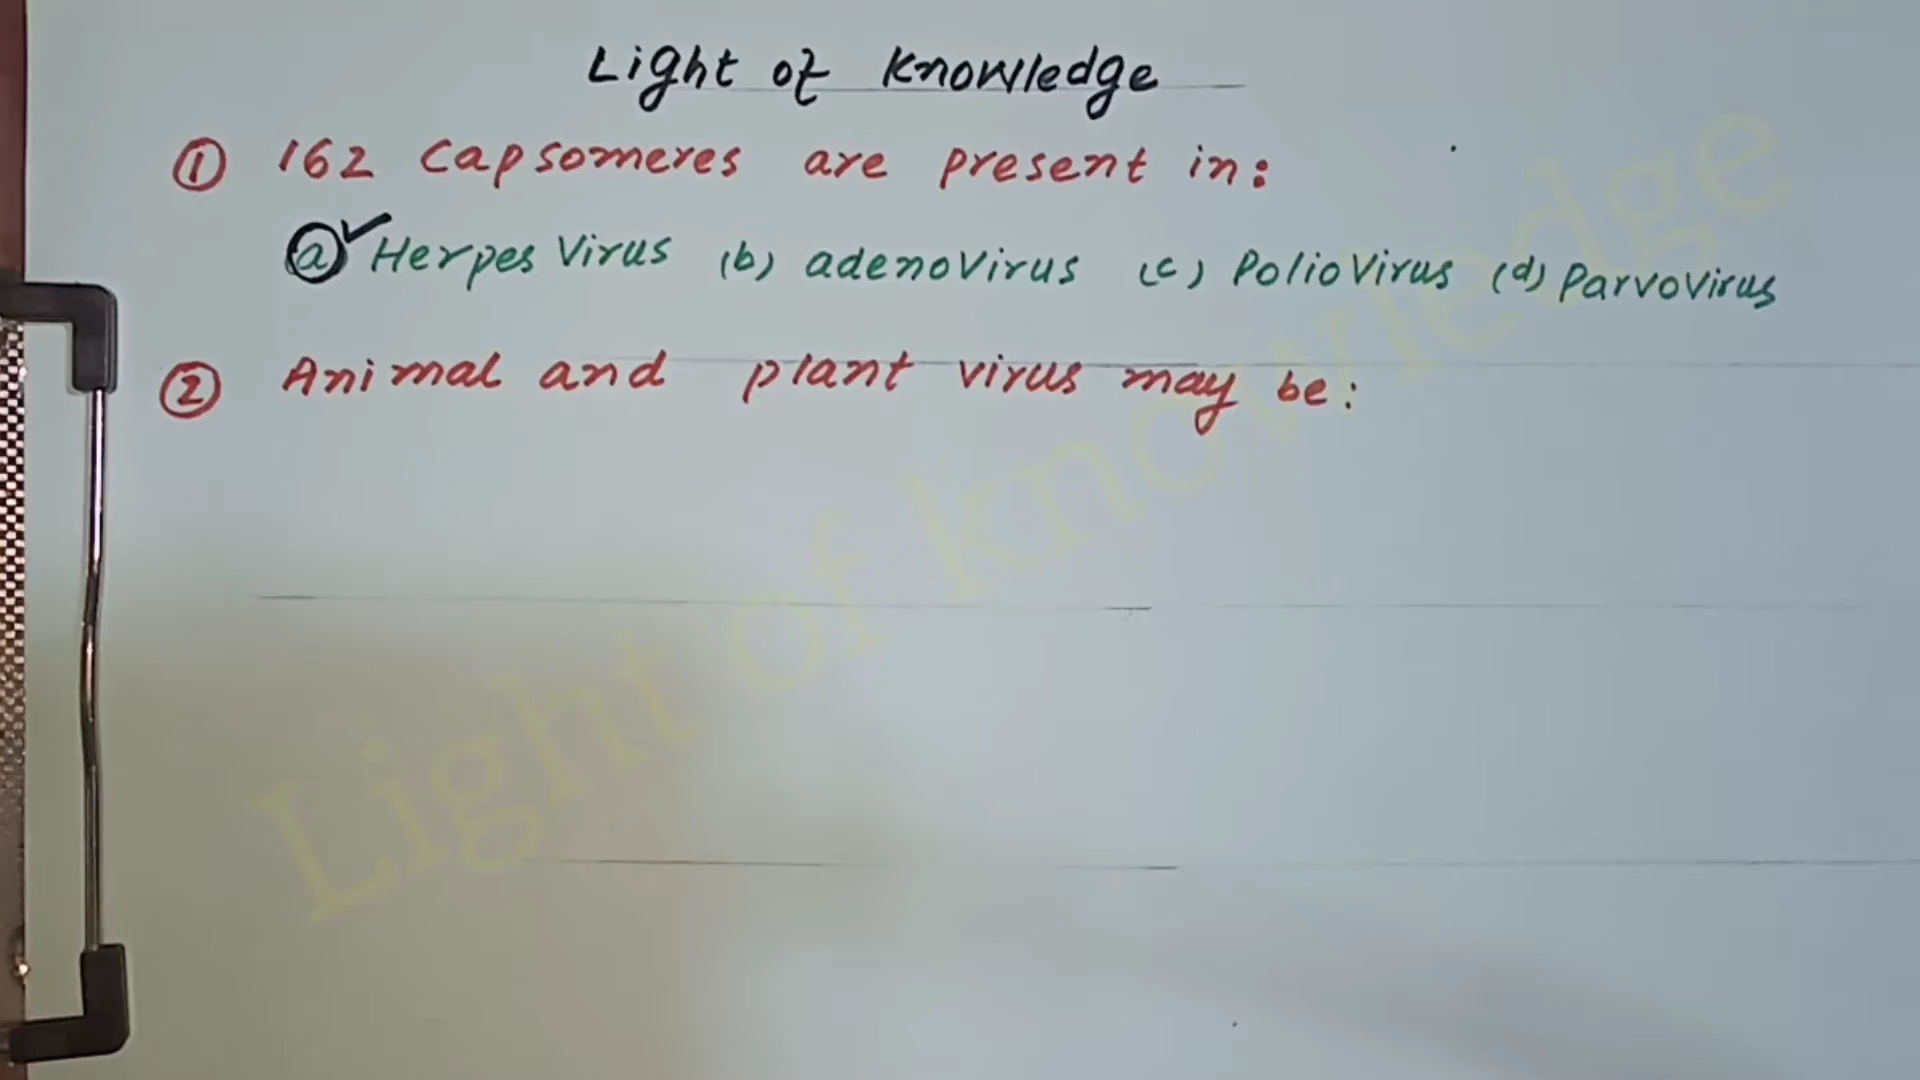 Light of Knowledge
① 162 Capsomeres are present in:
(a)✓ Herpes Virus (b) adenoVirus (c) PolioVirus (d) ParvoVirus
② Animal and plant virus may be:
Light of knowledge